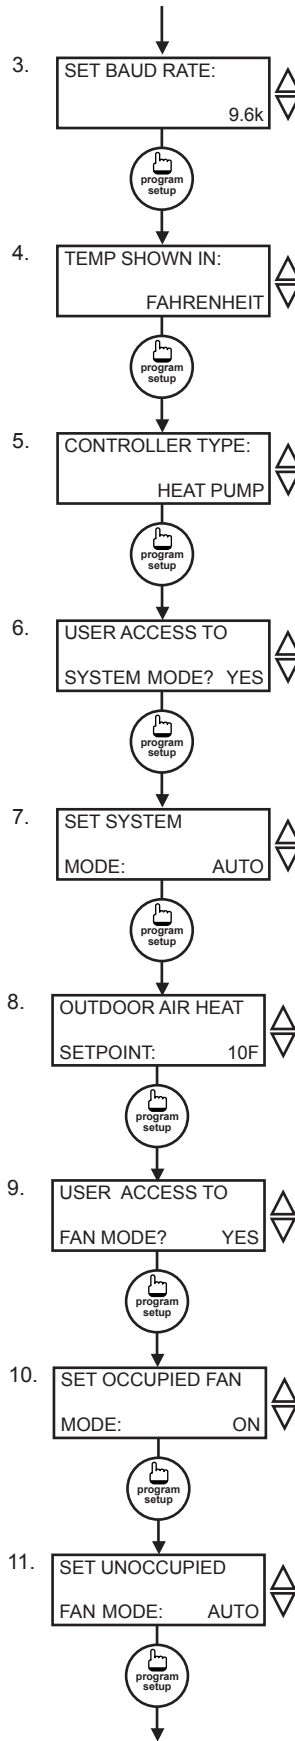 3. SET BAUD RATE:
9.6k
program
setup
4. TEMP SHOWN IN:
FAHRENHEIT
program
setup
5. CONTROLLER TYPE:
HEAT PUMP
program
setup
6. USER ACCESS TO
SYSTEM MODE? YES
program
setup
7. SET SYSTEM
MODE: AUTO
program
setup
8. OUTDOOR AIR HEAT
SETPOINT: 10F
program
setup
9. USER ACCESS TO
FAN MODE? YES
program
setup
10. SET OCCUPIED FAN
MODE: ON
program
setup
11. SET UNOCCUPIED
FAN MODE: AUTO
program
setup